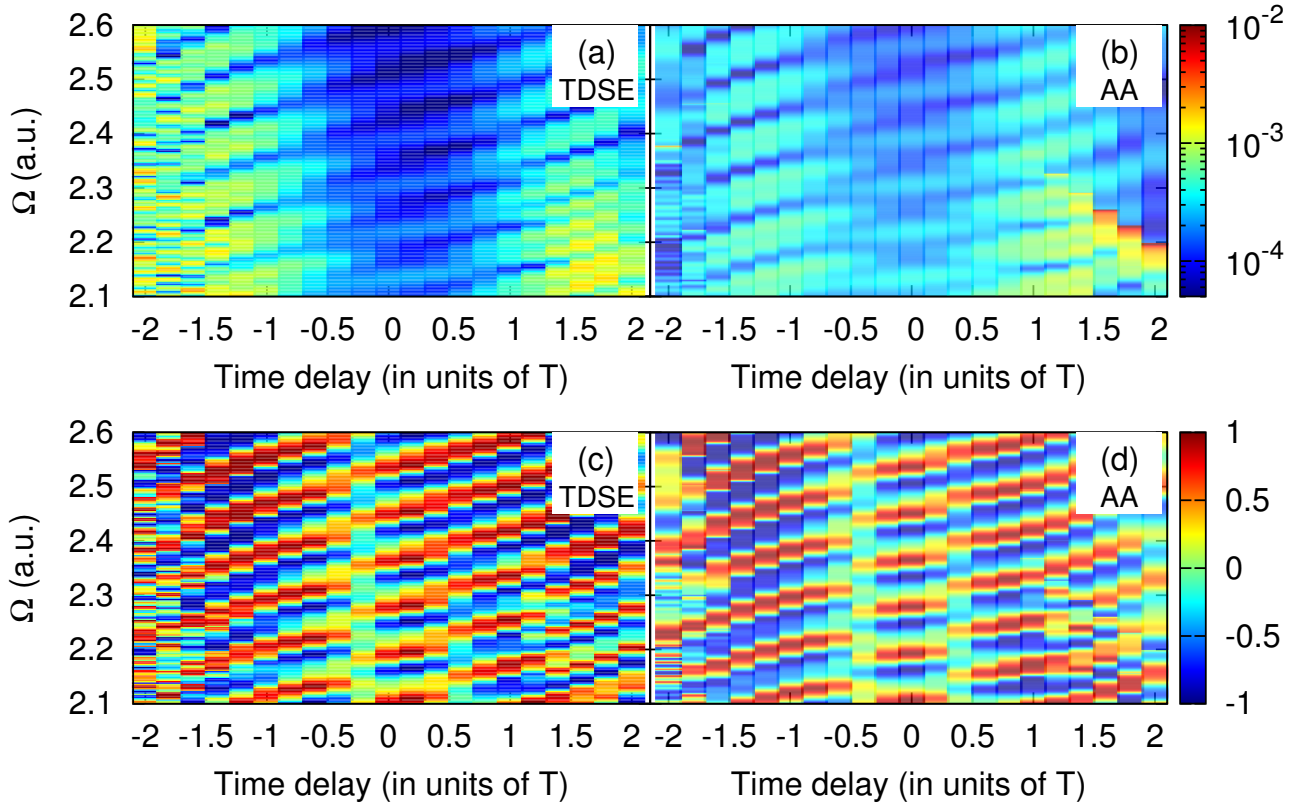 2.6
2.5
2.4
2.3
2.2
2.1
Ω (a.u.)
(a)
TDSE
(b)
AA
10-2
10-3
10-4
-2 -1.5 -1 -0.5 0 0.5 1 1.5 2
-2 -1.5 -1 -0.5 0 0.5 1 1.5 2
Time delay (in units of T)
Time delay (in units of T)
2.6
2.5
2.4
2.3
2.2
2.1
Ω (a.u.)
(c)
TDSE
(d)
AA
1
0.5
0
-0.5
-1
-2 -1.5 -1 -0.5 0 0.5 1 1.5 2
-2 -1.5 -1 -0.5 0 0.5 1 1.5 2
Time delay (in units of T)
Time delay (in units of T)